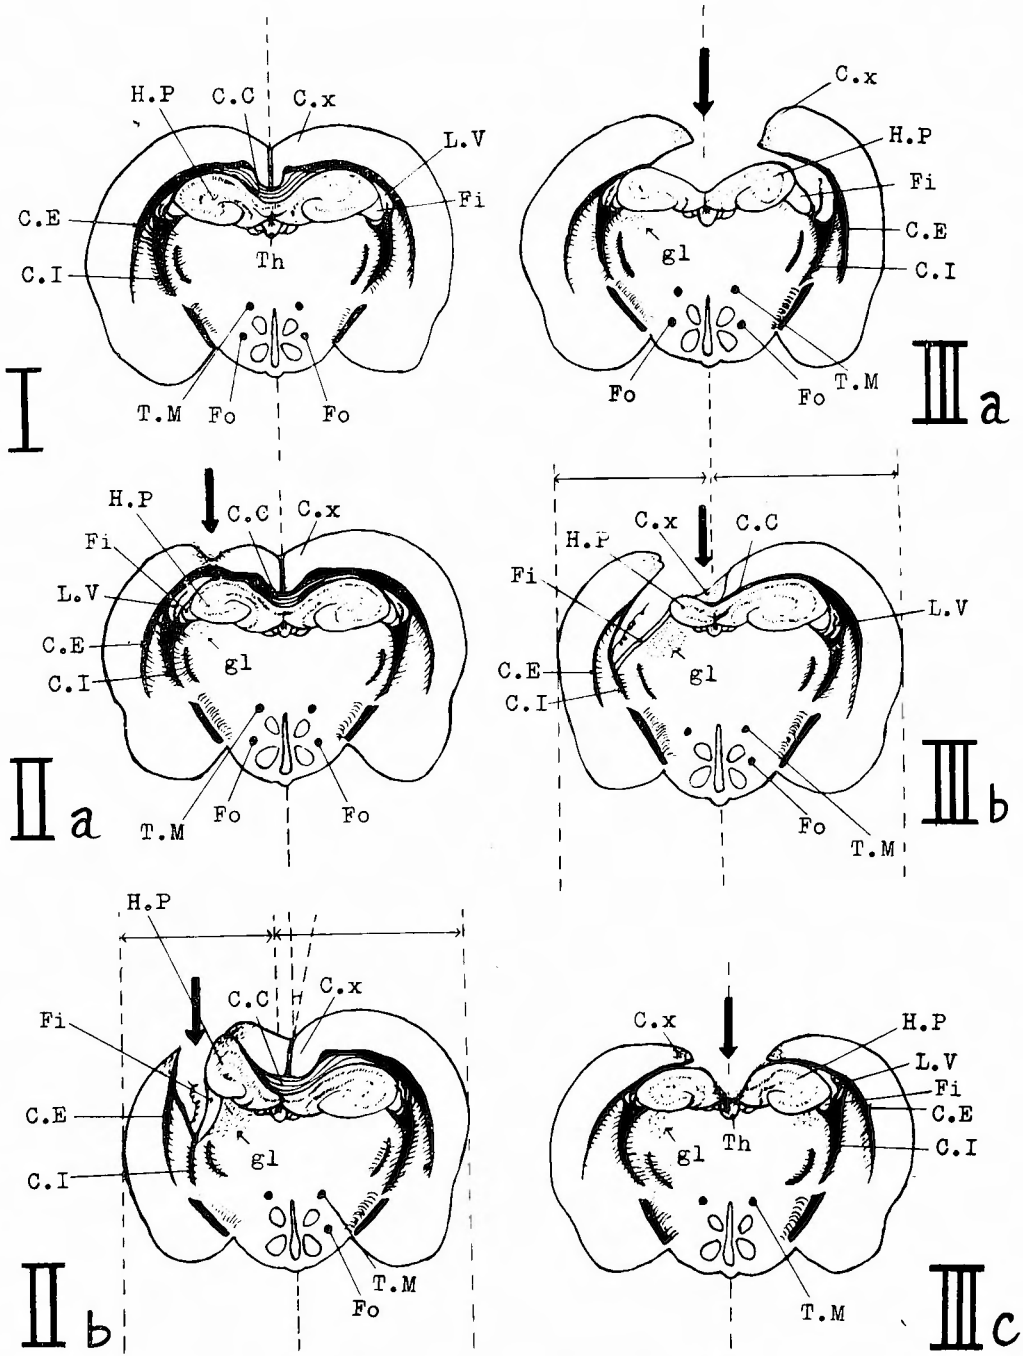 H.P C.C C.x
L.V
Fi
C.E
C.I
Th
T.M Fo Fo
I
C.x
H.P
Fi
C.E
C.I
gl
T.M
Fo Fo
III a
H.P C.C C.x
Fi
L.V
C.E
C.I
gl
Fo Fo
T.M
II a
C.x C.C
H.P
Fi
L.V
C.E
C.I
gl
Fo
T.M
III b
H.P
C.C C.x
Fi
C.E
gl
C.I
T.M
Fo
II b
C.x H.P
L.V
Fi
C.E
C.I
gl Th
T.M
III c